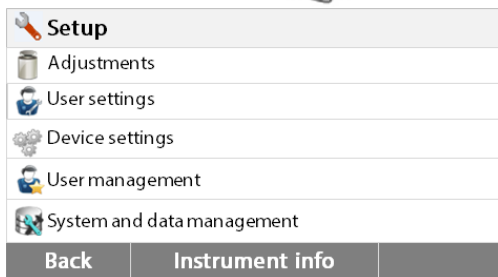 Setup
Adjustments
User settings
Device settings
User management
System and data management
Back Instrument info